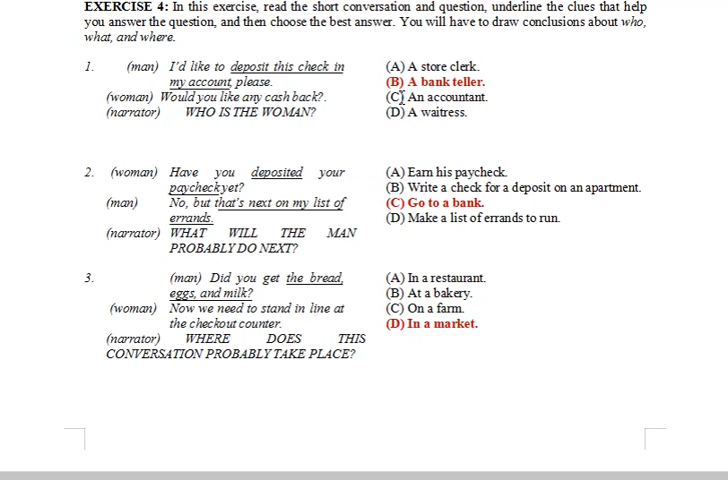 EXERCISE 4: In this exercise, read the short conversation and question, underline the clues that help
you answer the question, and then choose the best answer. You will have to draw conclusions about who,
what, and where.
1. (man) I'd like to deposit this check in
my account, please.
(woman) Would you like any cash back?.
(narrator) WHO IS THE WOMAN?
(A) A store clerk.
(B) A bank teller.
(C) An accountant.
(D) A waitress.
2. (woman) Have you deposited your
paycheck yet?
(man) No, but that's next on my list of
errands.
(narrator) WHAT WILL THE MAN
PROBABLY DO NEXT?
(A) Earn his paycheck.
(B) Write a check for a deposit on an apartment.
(C) Go to a bank.
(D) Make a list of errands to run.
3. (man) Did you get the bread,
eggs, and milk?
(woman) Now we need to stand in line at
the checkout counter.
(narrator) WHERE DOES THIS
CONVERSATION PROBABLY TAKE PLACE?
(A) In a restaurant.
(B) At a bakery.
(C) On a farm.
(D) In a market.